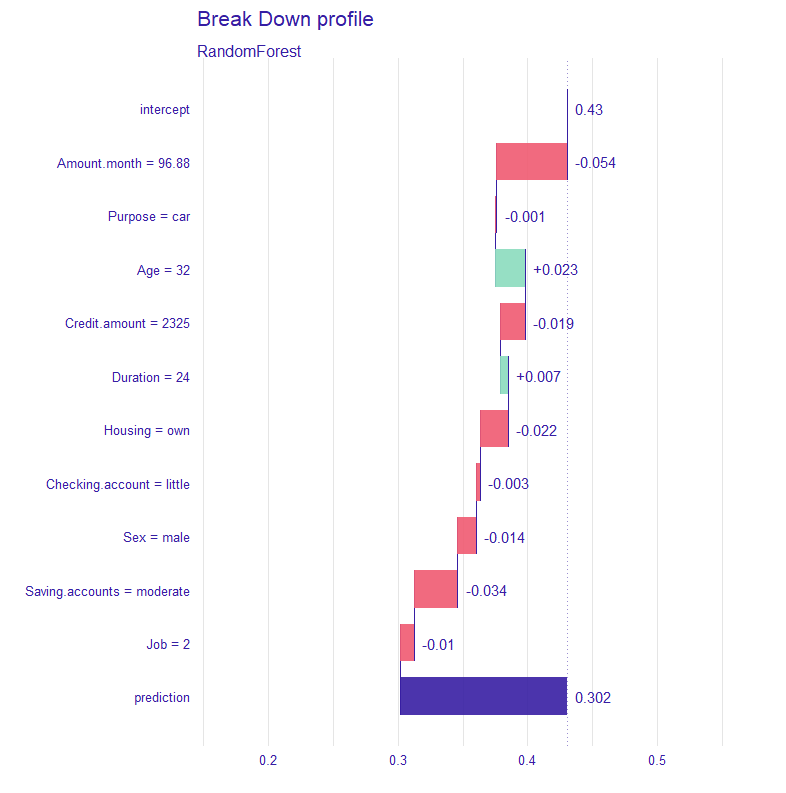 Break Down profile
RandomForest
intercept 0.43
Amount.month = 96.88 -0.054
Purpose = car -0.001
Age = 32 +0.023
Credit.amount = 2325 -0.019
Duration = 24 +0.007
Housing = own -0.022
Checking.account = little -0.003
Sex = male -0.014
Saving.accounts = moderate -0.034
Job = 2 -0.01
prediction 0.302
0.2 0.3 0.4 0.5